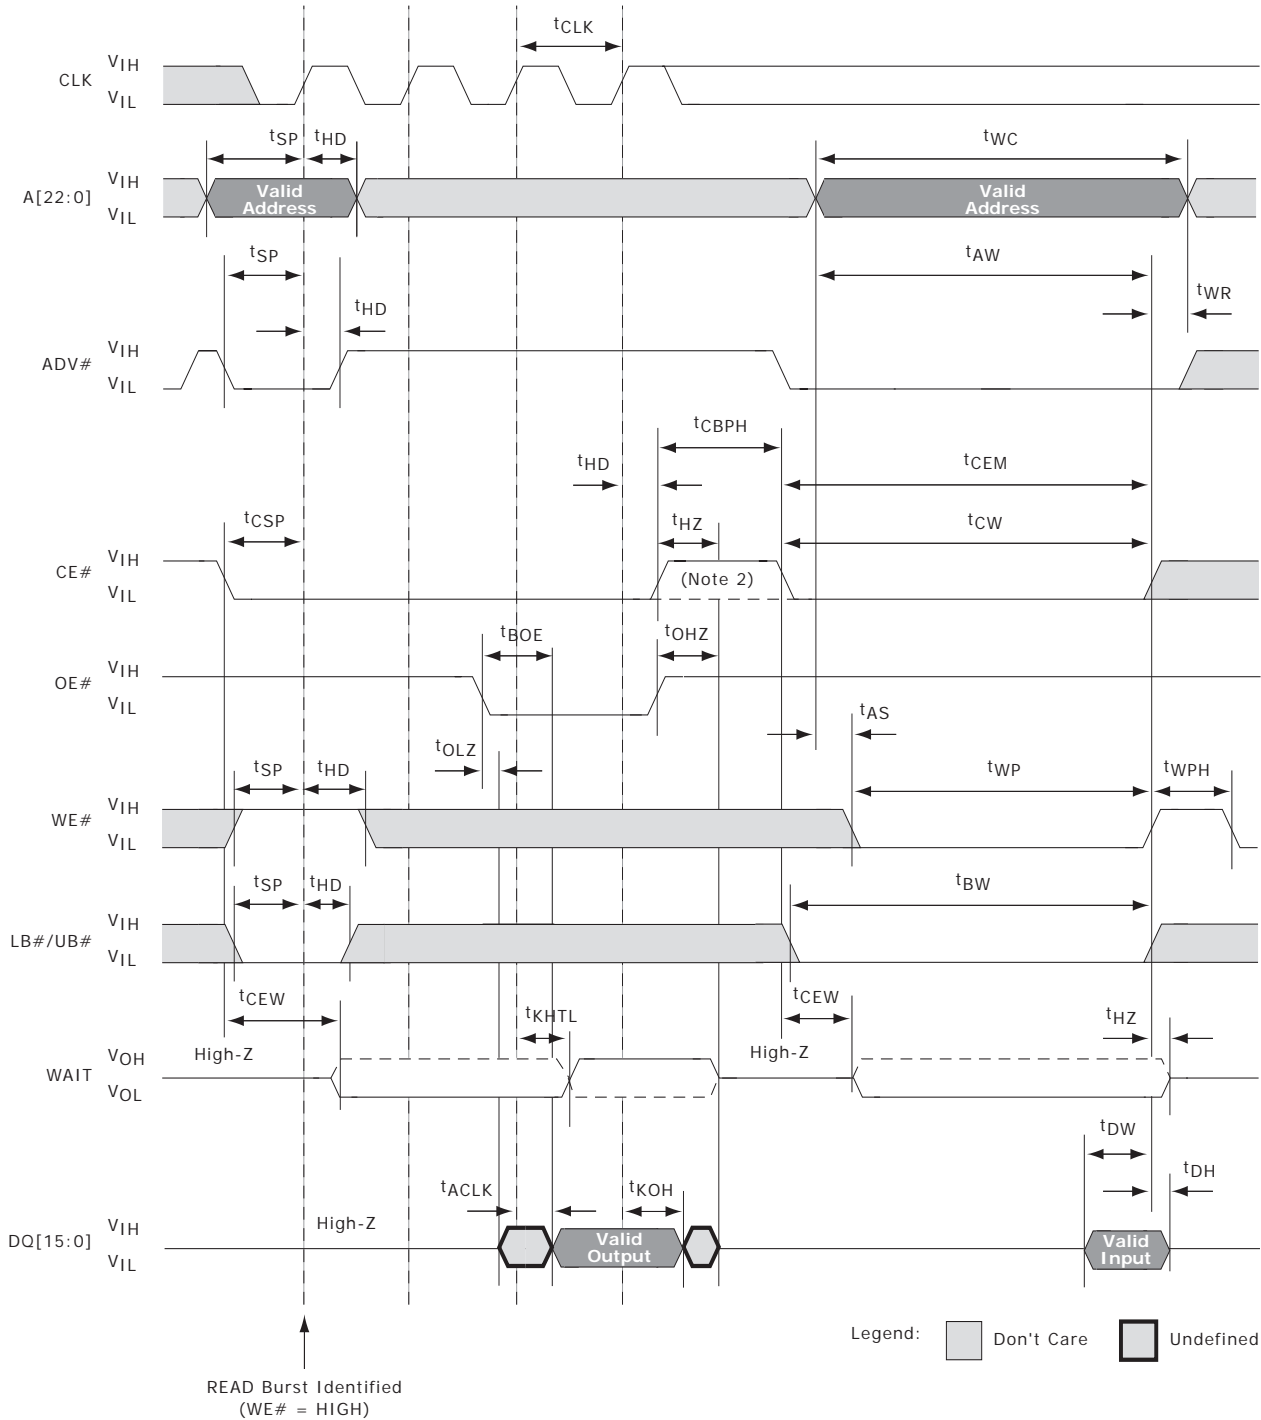 tCLK
CLK
VIH
VIL
tSP
tHD
tWC
A[22:0]
VIH
VIL
Valid
Address
Valid
Address
tSP
tHD
tAW
tWR
ADV#
VIH
VIL
tCBPH
tHD
tCEM
tCSP
tHZ
tCW
CE#
VIH
VIL
(Note 2)
tBOE
tOHZ
OE#
VIH
VIL
tAS
tOLZ
tSP
tHD
tWP
tWPH
WE#
VIH
VIL
tSP
tHD
tBW
LB#/UB#
VIH
VIL
tCEW
tKHTL
tCEW
tHZ
WAIT
VOH
VOL
High-Z
High-Z
tDW
tACLK
tKOH
tDH
DQ[15:0]
VIH
VIL
High-Z
Valid
Output
Valid
Input
Legend:
Don't Care
Undefined
READ Burst Identified
(WE# = HIGH)